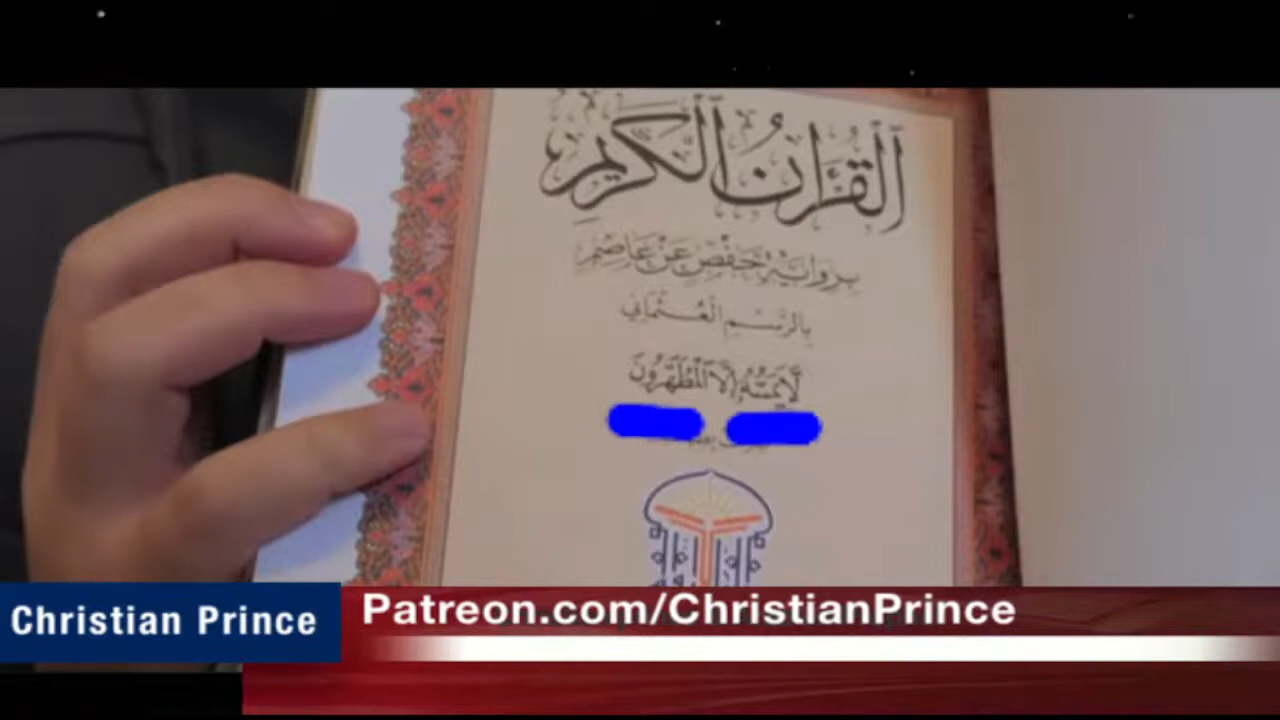 القرآن الكريم
برواية حفص عن عاصم
بالرسم العثماني
لا يمسه إلا المطهرون
Christian Prince
Patreon.com/ChristianPrince